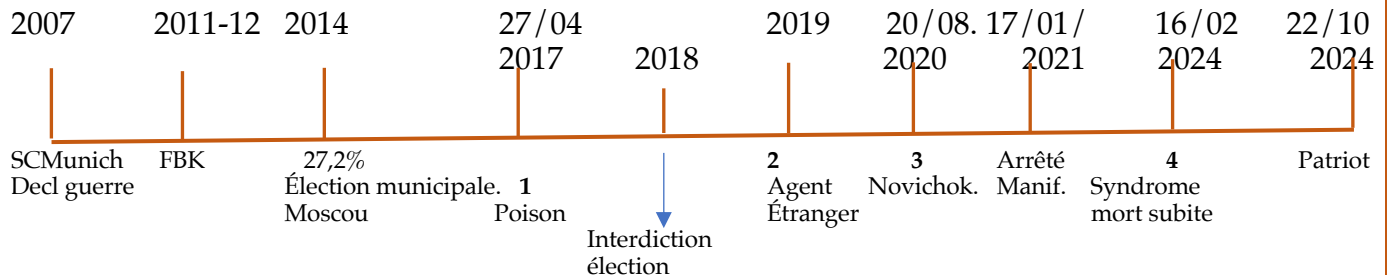 2007
2011-12
2014
27/04
2017
2018
2019
20/08.
2020
17/01/
2021
16/02
2024
22/10
2024
SCMunich
Decl guerre
FBK
27,2%
Élection municipale.
Moscou
1
Poison
Interdiction
élection
2
Agent
Étranger
3
Novichok.
Arrêté
Manif.
4
Syndrome
mort subite
Patriot